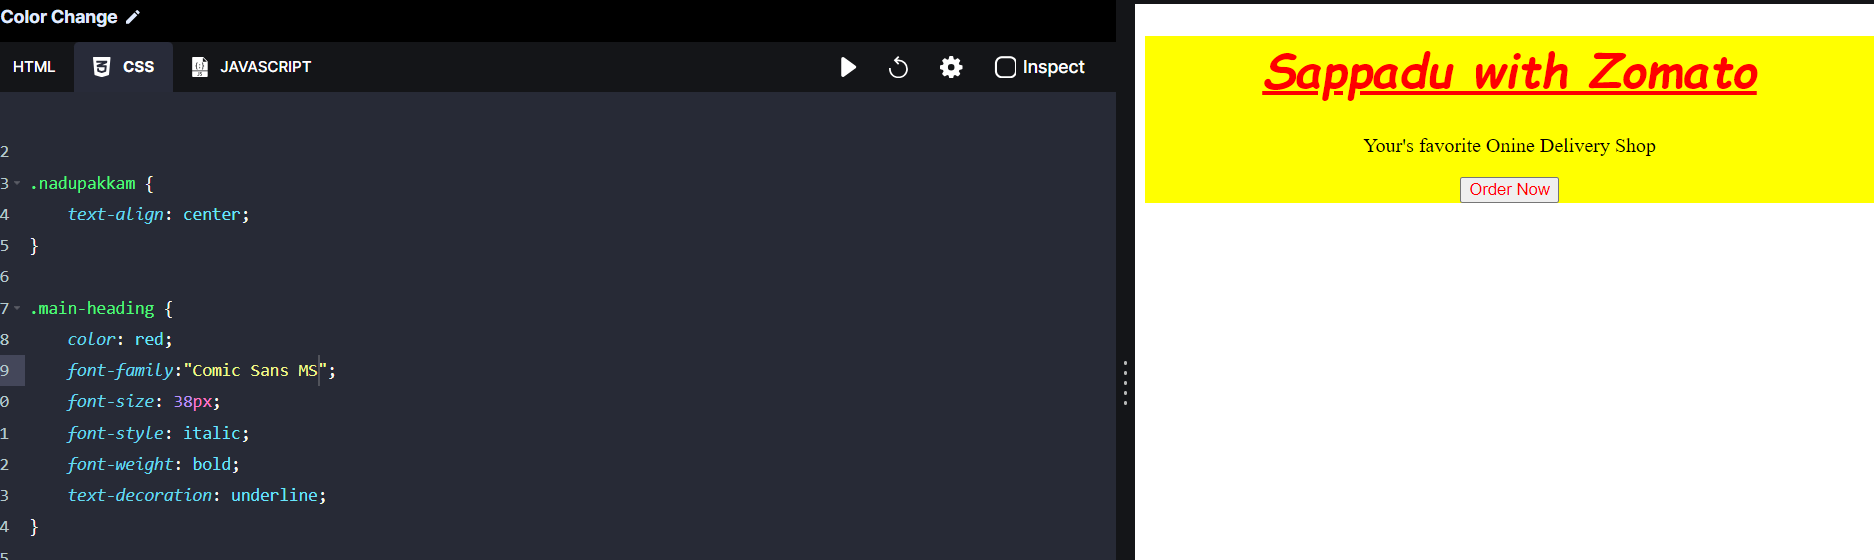 Color Change
HTML CSS JAVASCRIPT Inspect
2
3 .nadupakkam {
4 text-align: center;
5 }
6
7 .main-heading {
8 color: red;
9 font-family:"Comic Sans MS";
0 font-size: 38px;
1 font-style: italic;
2 font-weight: bold;
3 text-decoration: underline;
4 }
5
Sappadu with Zomato
Your's favorite Onine Delivery Shop
Order Now